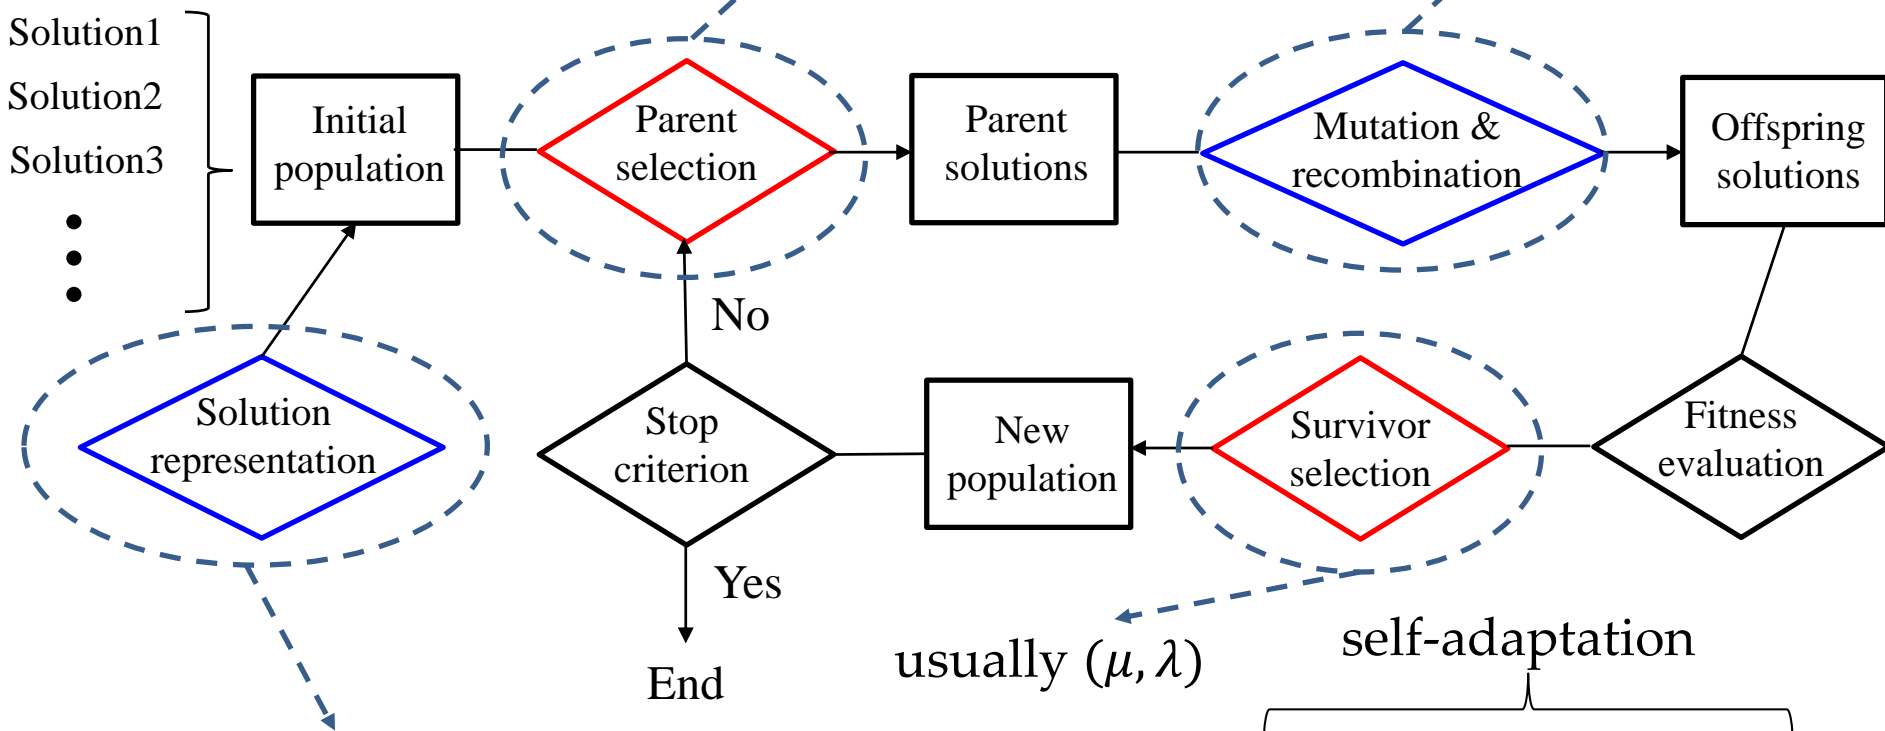 Solution1
Solution2
Solution3
Initial
population
Parent
selection
Parent
solutions
Mutation &
recombination
Offspring
solutions
No
Solution
representation
Stop
criterion
New
population
Survivor
selection
Fitness
evaluation
Yes
End
usually (μ, λ)
self-adaptation